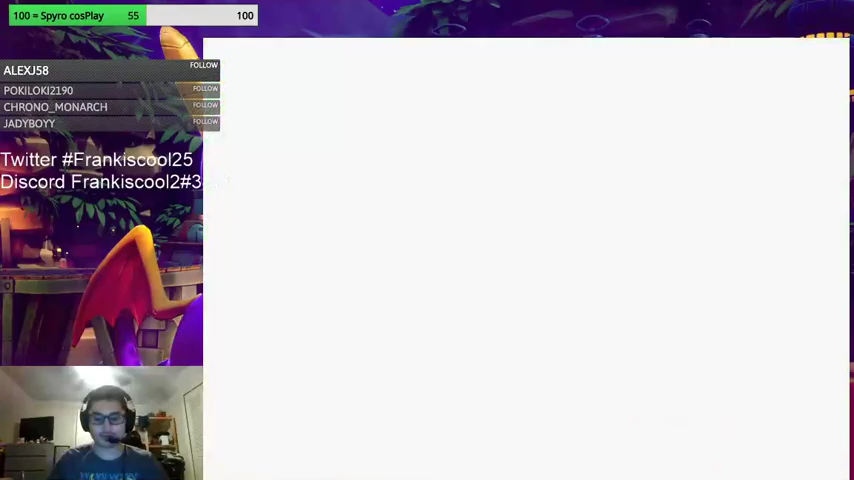 100 = Spyro cosPlay 55 100
ALEXJ58 FOLLOW
POKILOKI2190 FOLLOW
CHRONO_MONARCH FOLLOW
JADYBOYY FOLLOW
Twitter #Frankiscool25
Discord Frankiscool2#3